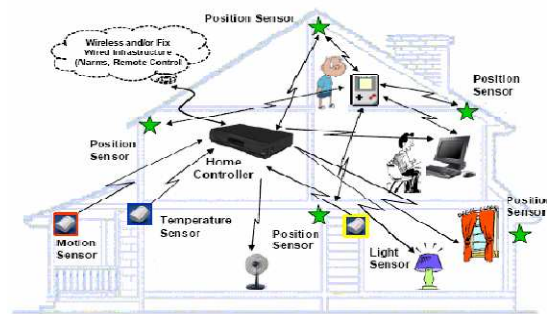 Position Sensor
Wireless and/or Fix
Wired Infrastructure
(Alarms, Remote Control
Position
Sensor
Position
Sensor
Home
Controller
Position
Sensor
Temperature
Sensor
Position
Sensor
Motion
Sensor
Light
Sensor